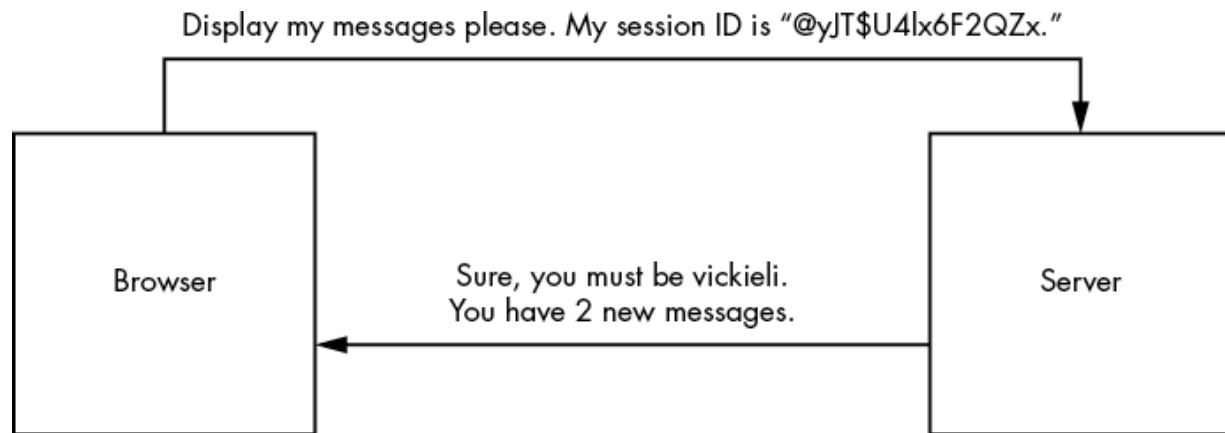 Display my messages please. My session ID is “@yJT$U4lx6F2QZx.”
Browser
Sure, you must be vickieli.
You have 2 new messages.
Server